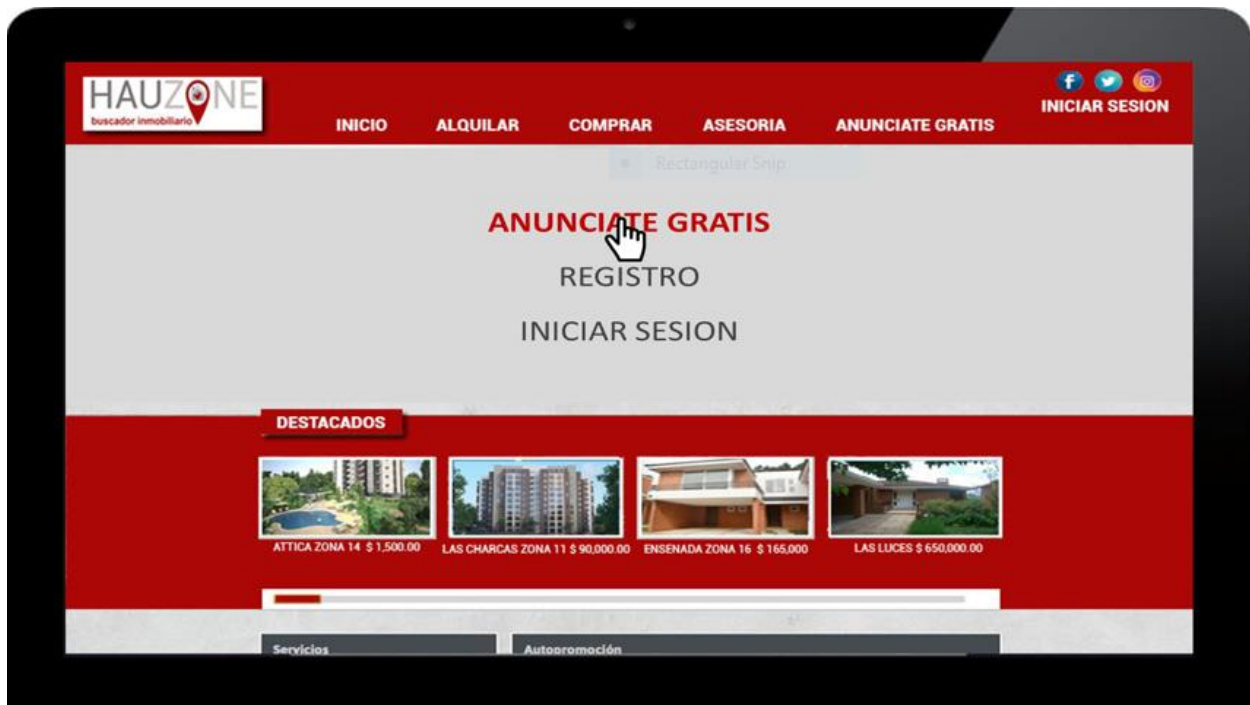 HAUZONE
buscador inmobiliario
INICIO ALQUILAR COMPRAR ASESORIA ANUNCIATE GRATIS
INICIAR SESION
Rectangular Snip
ANUNCIATE GRATIS
REGISTRO
INICIAR SESION
DESTACADOS
ATTICA ZONA 14 $ 1,500.00
LAS CHARCAS ZONA 11 $ 90,000.00
ENSENADA ZONA 16 $ 165,000
LAS LUCES $ 650,000.00
Servicios
Autopromoción